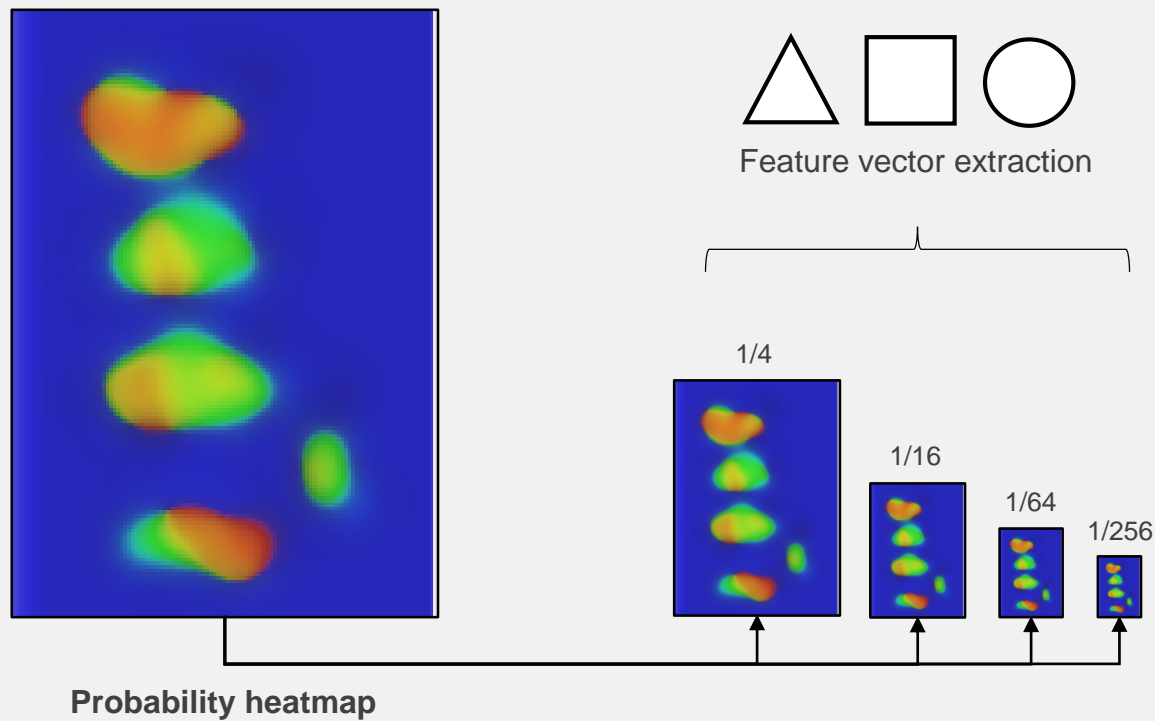 Feature vector extraction
1/4
1/16
1/64
1/256
Probability heatmap